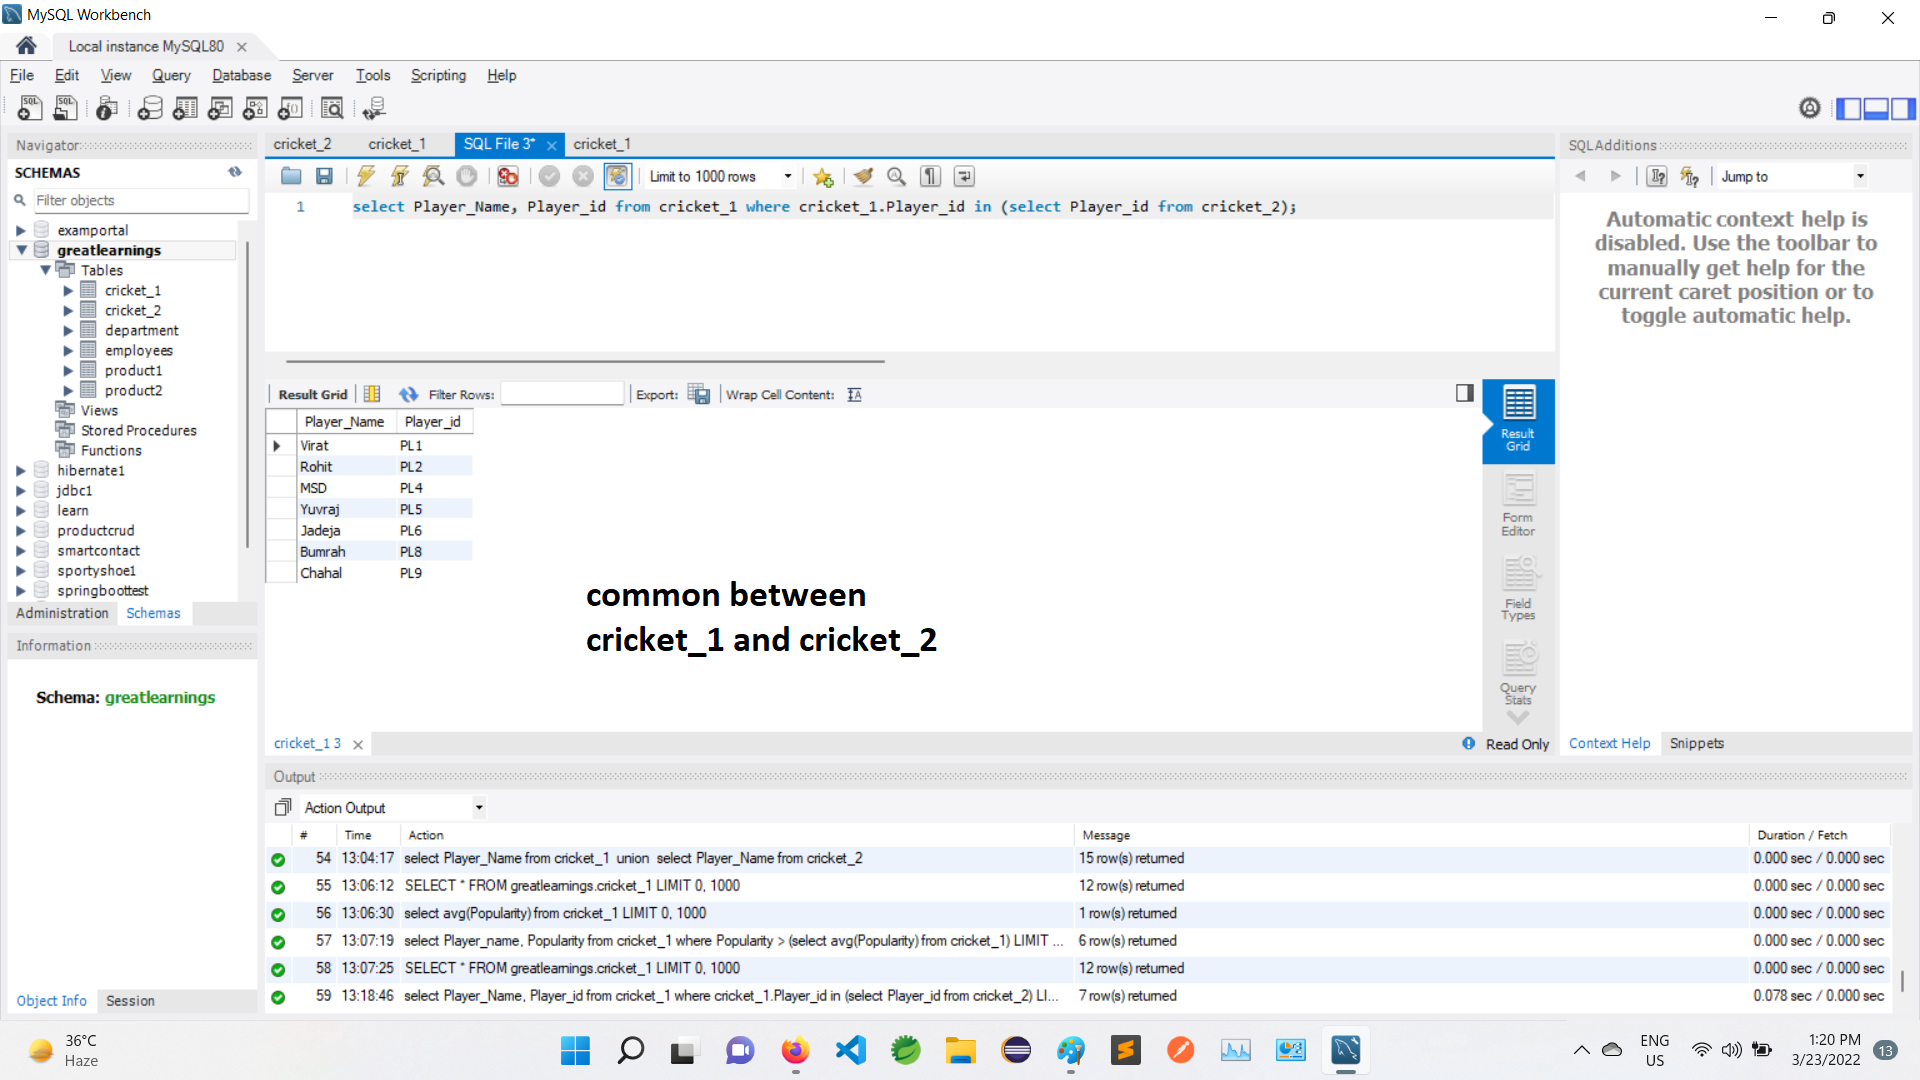 MySQL Workbench
Local instance MySQL80
File Edit View Query Database Server Tools Scripting Help
Navigator
SCHEMAS
Filter objects
examportal
greatlearnings
Tables
cricket_1
cricket_2
department
employees
product1
product2
Views
Stored Procedures
Functions
hibernate1
jdbc1
learn
productcrud
smartcontact
sportyshoe1
springboottest
Administration Schemas
Information
Schema: greatlearnings
Object Info Session
cricket_2 cricket_1 SQL File 3* cricket_1
Limit to 1000 rows
1 select Player_Name, Player_id from cricket_1 where cricket_1.Player_id in (select Player_id from cricket_2);
Result Grid Filter Rows: Export: Wrap Cell Content:
Player_Name Player_id
Virat PL1
Rohit PL2
MSD PL4
Yuvraj PL5
Jadeja PL6
Bumrah PL8
Chahal PL9
common between
cricket_1 and cricket_2
Result
Grid
Form
Editor
Field
Types
Query
Stats
cricket_1 3
Read Only
SQLAdditions
Jump to
Automatic context help is
disabled. Use the toolbar to
manually get help for the
current caret position or to
toggle automatic help.
Context Help Snippets
Output
Action Output
# Time Action Message Duration / Fetch
54 13:04:17 select Player_Name from cricket_1 union select Player_Name from cricket_2 15 row(s) returned 0.000 sec / 0.000 sec
55 13:06:12 SELECT * FROM greatlearnings.cricket_1 LIMIT 0, 1000 12 row(s) returned 0.000 sec / 0.000 sec
56 13:06:30 select avg(Popularity) from cricket_1 LIMIT 0, 1000 1 row(s) returned 0.000 sec / 0.000 sec
57 13:07:19 select Player_name, Popularity from cricket_1 where Popularity > (select avg(Popularity) from cricket_1) LIMIT ... 6 row(s) returned 0.000 sec / 0.000 sec
58 13:07:25 SELECT * FROM greatlearnings.cricket_1 LIMIT 0, 1000 12 row(s) returned 0.000 sec / 0.000 sec
59 13:18:46 select Player_Name, Player_id from cricket_1 where cricket_1.Player_id in (select Player_id from cricket_2) LI... 7 row(s) returned 0.078 sec / 0.000 sec
36°C
Haze
ENG
US
1:20 PM
3/23/2022
13